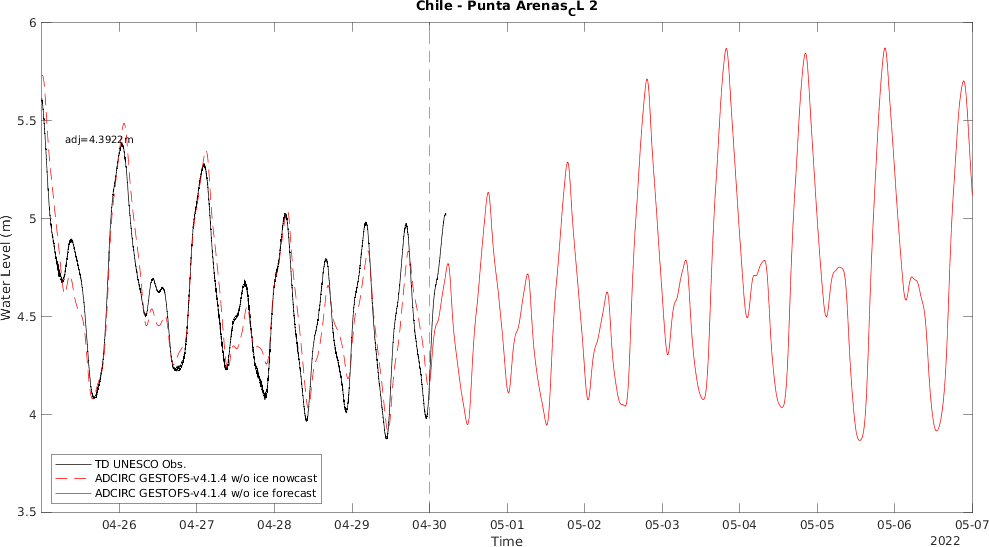 Chile - Punta Arenas_CL 2
6
5.5
5
4.5
4
3.5
Water Level (m)
adj=4.3922m
TD UNESCO Obs.
ADCIRC GESTOFS-v4.1.4 w/o ice nowcast
ADCIRC GESTOFS-v4.1.4 w/o ice forecast
04-26 04-27 04-28 04-29 04-30 05-01 05-02 05-03 05-04 05-05 05-06 05-07
Time
2022